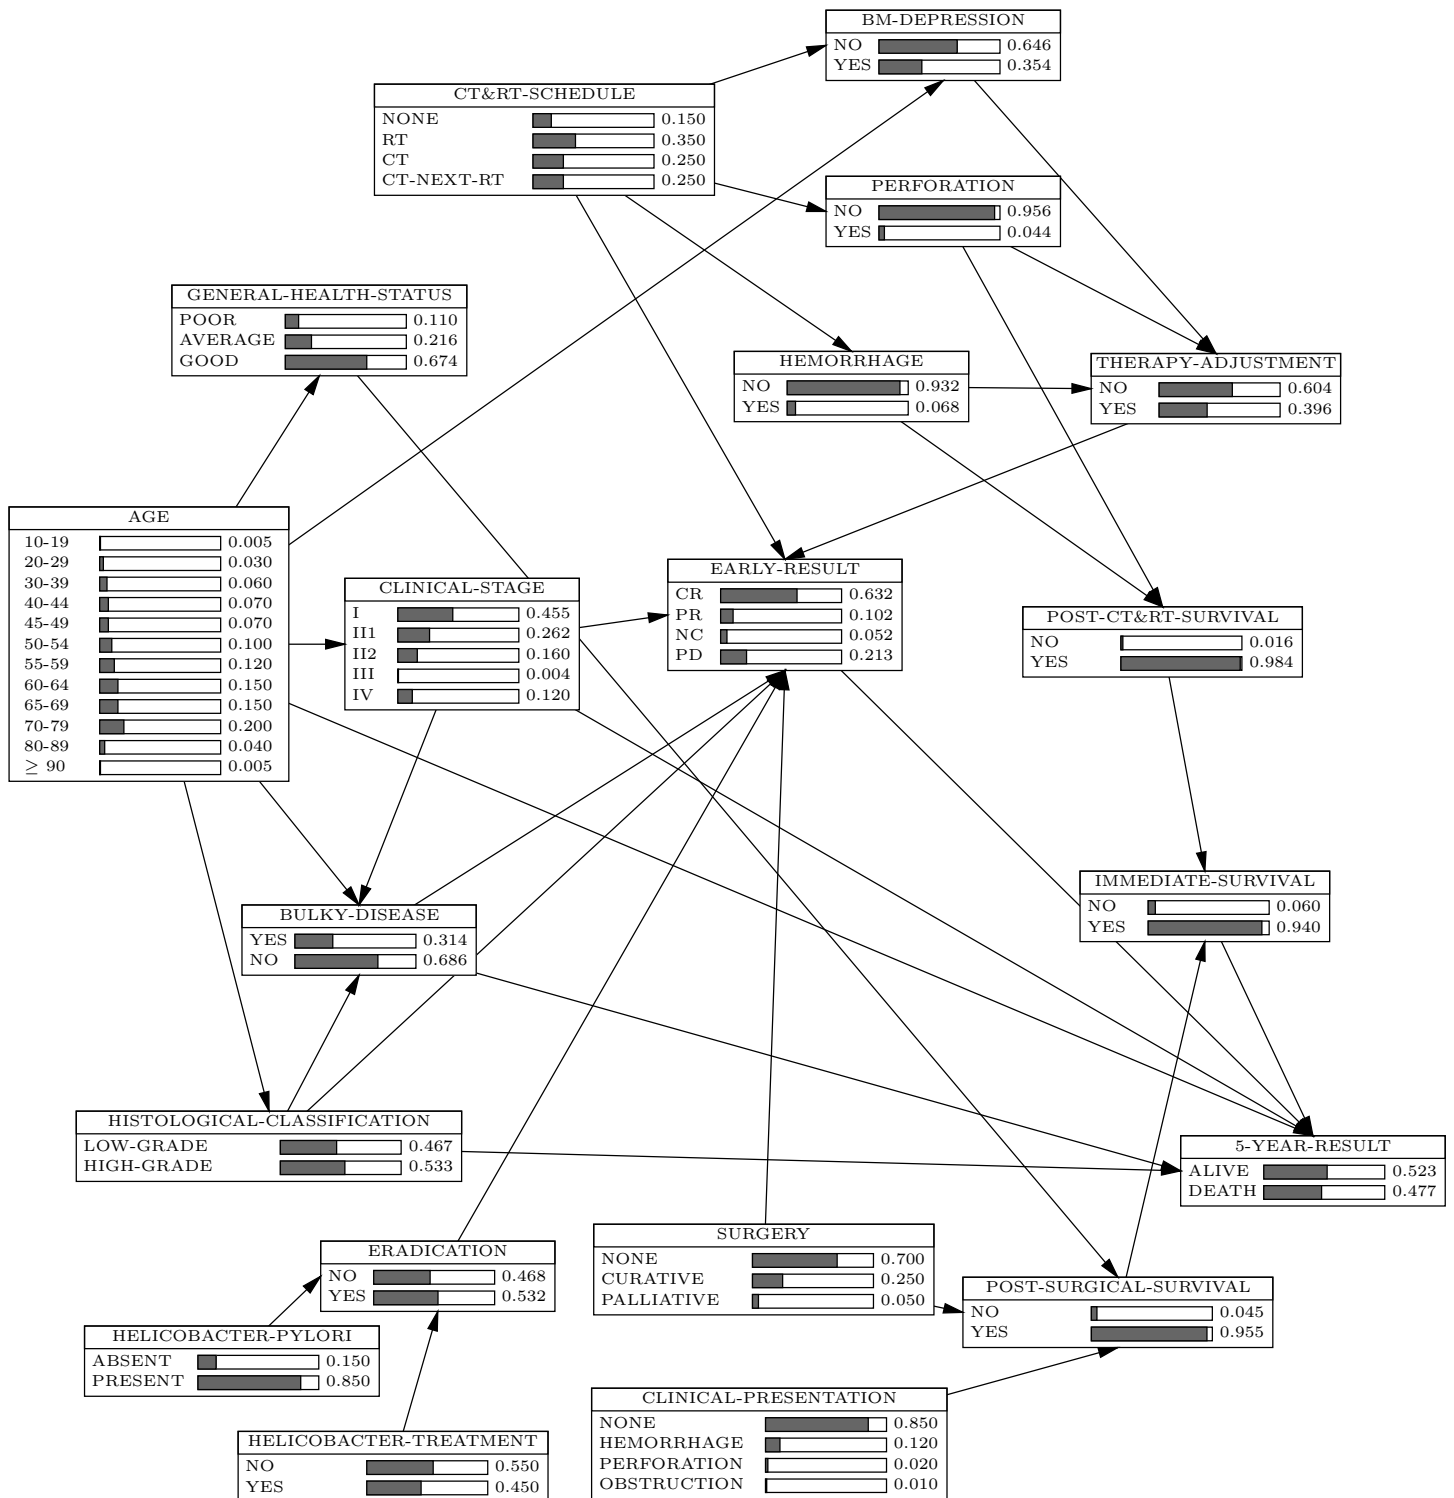 BM-DEPRESSION
NO 0.646
YES 0.354
CT&RT-SCHEDULE
NONE 0.150
RT 0.350
CT 0.250
CT-NEXT-RT 0.250
PERFORATION
NO 0.956
YES 0.044
GENERAL-HEALTH-STATUS
POOR 0.110
AVERAGE 0.216
GOOD 0.674
HEMORRHAGE
NO 0.932
YES 0.068
THERAPY-ADJUSTMENT
NO 0.604
YES 0.396
AGE
10-19 0.005
20-29 0.030
30-39 0.060
40-44 0.070
45-49 0.070
50-54 0.100
55-59 0.120
60-64 0.150
65-69 0.150
70-79 0.200
80-89 0.040
≥ 90 0.005
CLINICAL-STAGE
I 0.455
II1 0.262
II2 0.160
III 0.004
IV 0.120
EARLY-RESULT
CR 0.632
PR 0.102
NC 0.052
PD 0.213
POST-CT&RT-SURVIVAL
NO 0.016
YES 0.984
IMMEDIATE-SURVIVAL
NO 0.060
YES 0.940
BULKY-DISEASE
YES 0.314
NO 0.686
HISTOLOGICAL-CLASSIFICATION
LOW-GRADE 0.467
HIGH-GRADE 0.533
5-YEAR-RESULT
ALIVE 0.523
DEATH 0.477
ERADICATION
NO 0.468
YES 0.532
SURGERY
NONE 0.700
CURATIVE 0.250
PALLIATIVE 0.050
POST-SURGICAL-SURVIVAL
NO 0.045
YES 0.955
HELICOBACTER-PYLORI
ABSENT 0.150
PRESENT 0.850
CLINICAL-PRESENTATION
NONE 0.850
HEMORRHAGE 0.120
PERFORATION 0.020
OBSTRUCTION 0.010
HELICOBACTER-TREATMENT
NO 0.550
YES 0.450